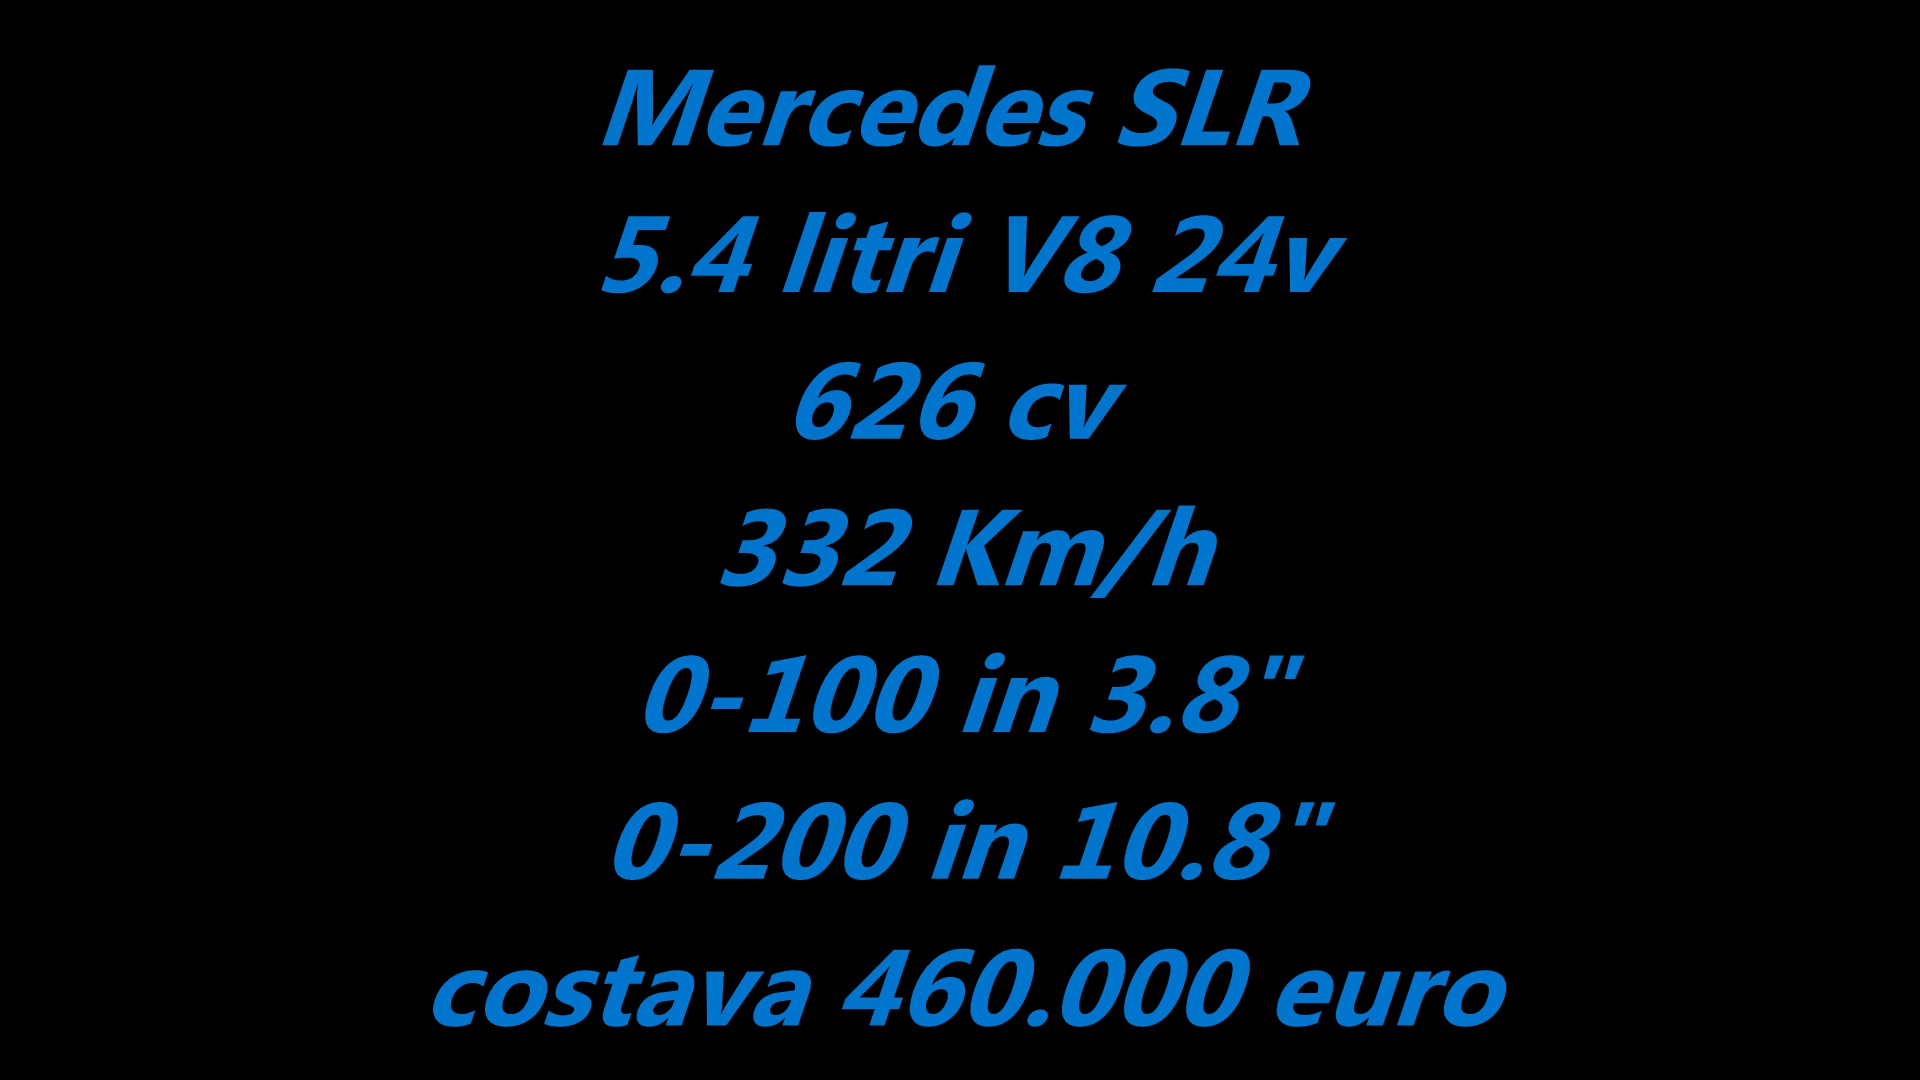 Mercedes SLR
5.4 litri V8 24v
626 cv
332 Km/h
0-100 in 3.8"
0-200 in 10.8"
costava 460.000 euro